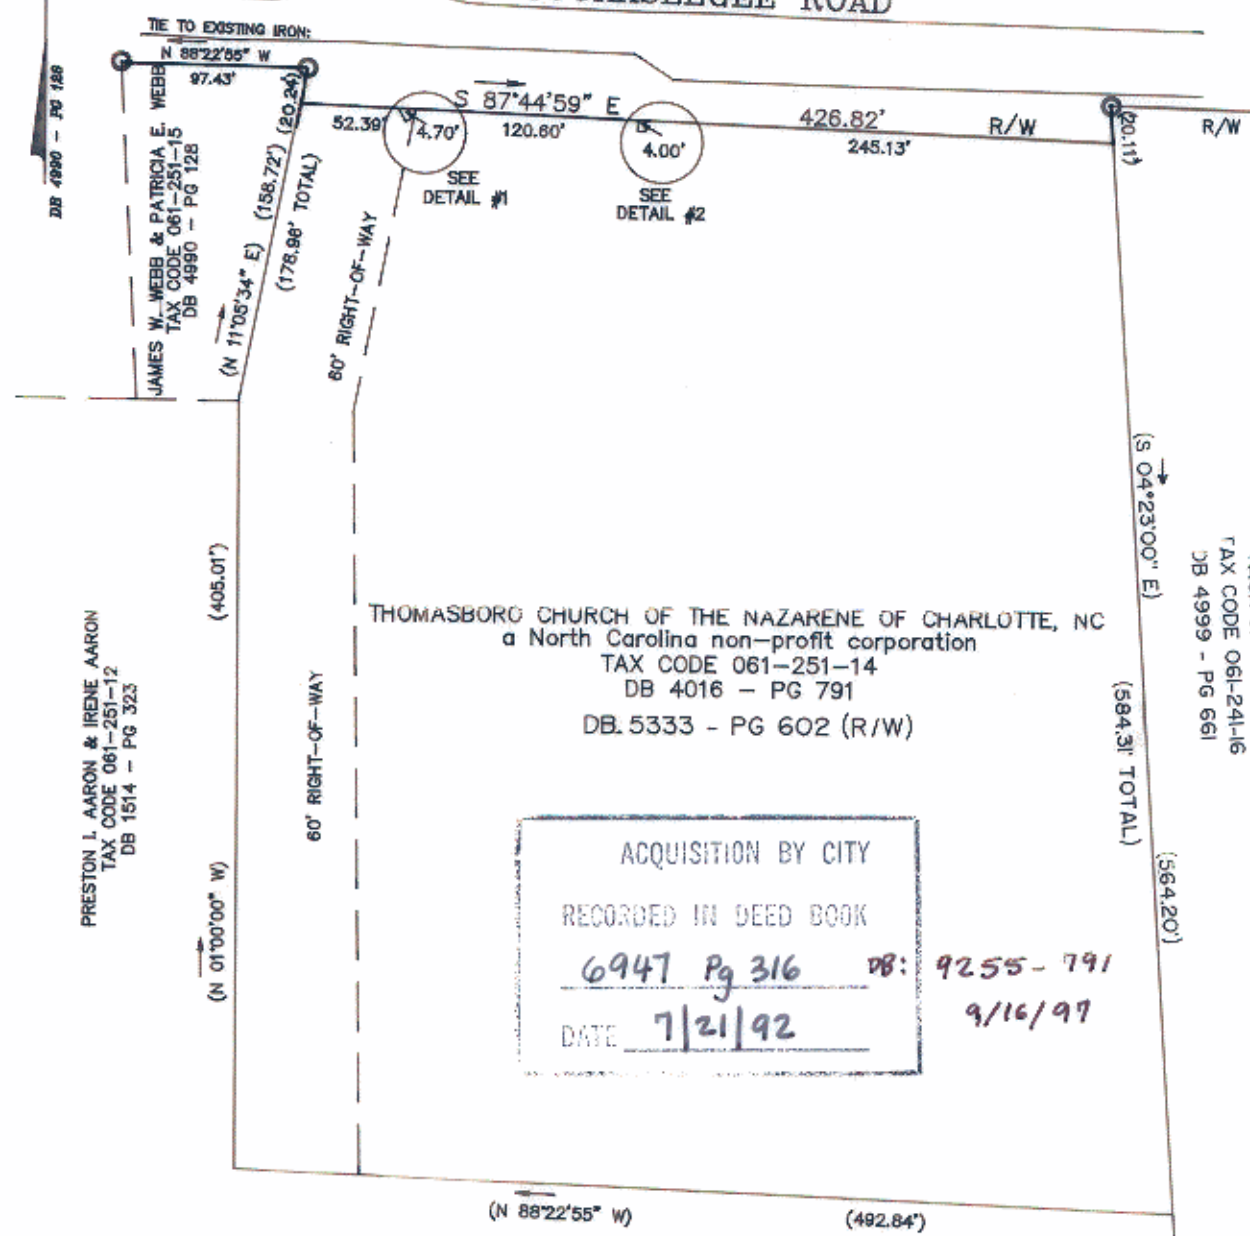 ROAD
TIE TO EXISTING IRON:
N 88°22'55" W
97.43'
(20.24)
S 87°44'59" E
52.39'
4.70'
120.60'
4.00'
426.82'
245.13'
R/W
(20.11')
R/W
SEE
DETAIL #1
SEE
DETAIL #2
DB 4990 - PG 128
JAMES W. WEBB & PATRICIA E. WEBB
TAX CODE 061-251-15
DB 4990 - PG 128
(N 11°05'34" E)
(158.72')
(178.96' TOTAL)
60' RIGHT-OF-WAY
(S 04°23'00" E)
TAX CODE 061-241-16
DB 4999 - PG 661
(405.01')
THOMASBORO CHURCH OF THE NAZARENE OF CHARLOTTE, NC
a North Carolina non-profit corporation
TAX CODE 061-251-14
DB 4016 - PG 791
DB. 5333 - PG 602 (R/W)
PRESTON I. AARON & IRENE AARON
TAX CODE 061-251-12
DB 1514 - PG 323
60' RIGHT-OF-WAY
(584.31' TOTAL)
(564.20')
(N 01°00'00" W)
ACQUISITION BY CITY
RECORDED IN DEED BOOK
6947 Pg 316
DB: 9255-791
DATE 7/21/92
9/16/97
(N 88°22'55" W)
(492.84')